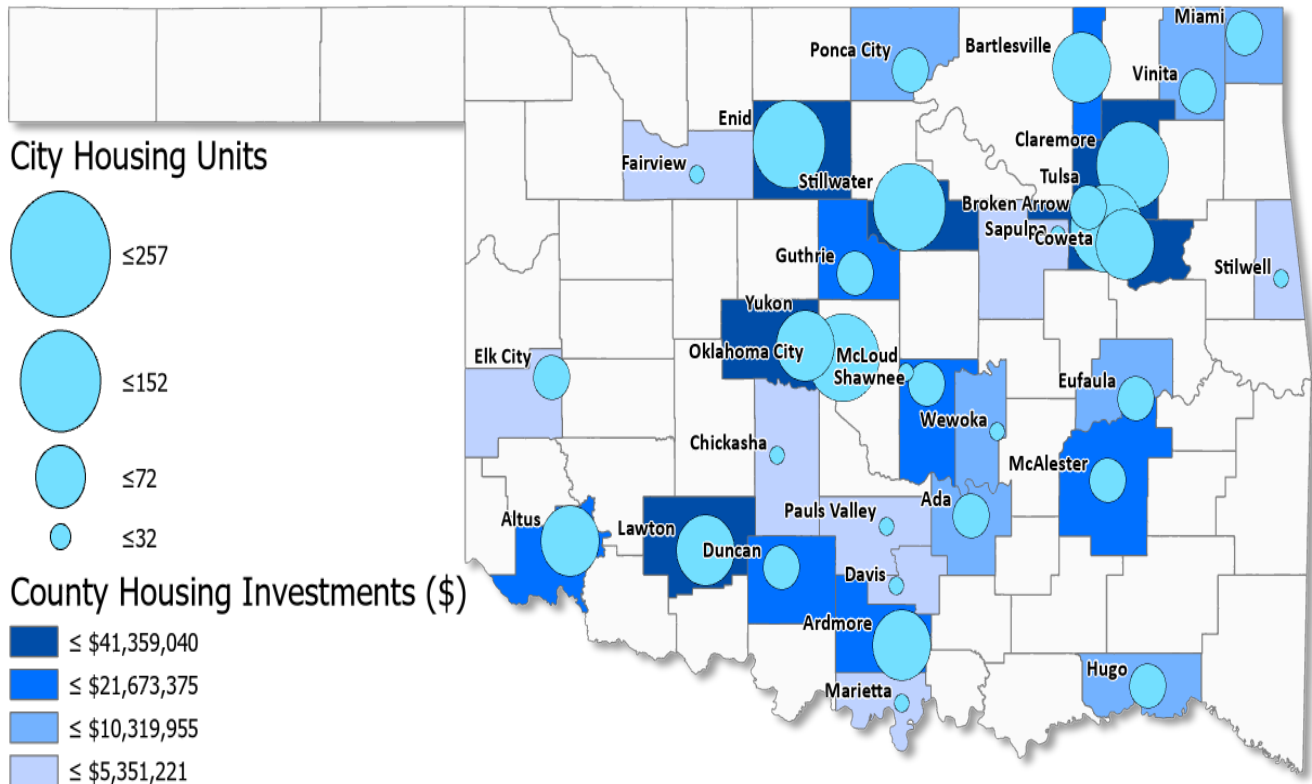 Miami
Ponca City
Bartlesville
Vinita
Enid
Claremore
City Housing Units
Fairview
Stillwater
Tulsa
Broken Arrow
Sapulpa
Coweta
≤257
Guthrie
Stilwell
Yukon
Oklahoma City
McLoud
Elk City
Shawnee
≤152
Eufaula
Wewoka
Chickasha
McAlester
≤72
Ada
Pauls Valley
Altus
Lawton
≤32
Duncan
Davis
County Housing Investments ($)
Ardmore
≤ $41,359,040
Hugo
≤ $21,673,375
Marietta
≤ $10,319,955
≤ $5,351,221